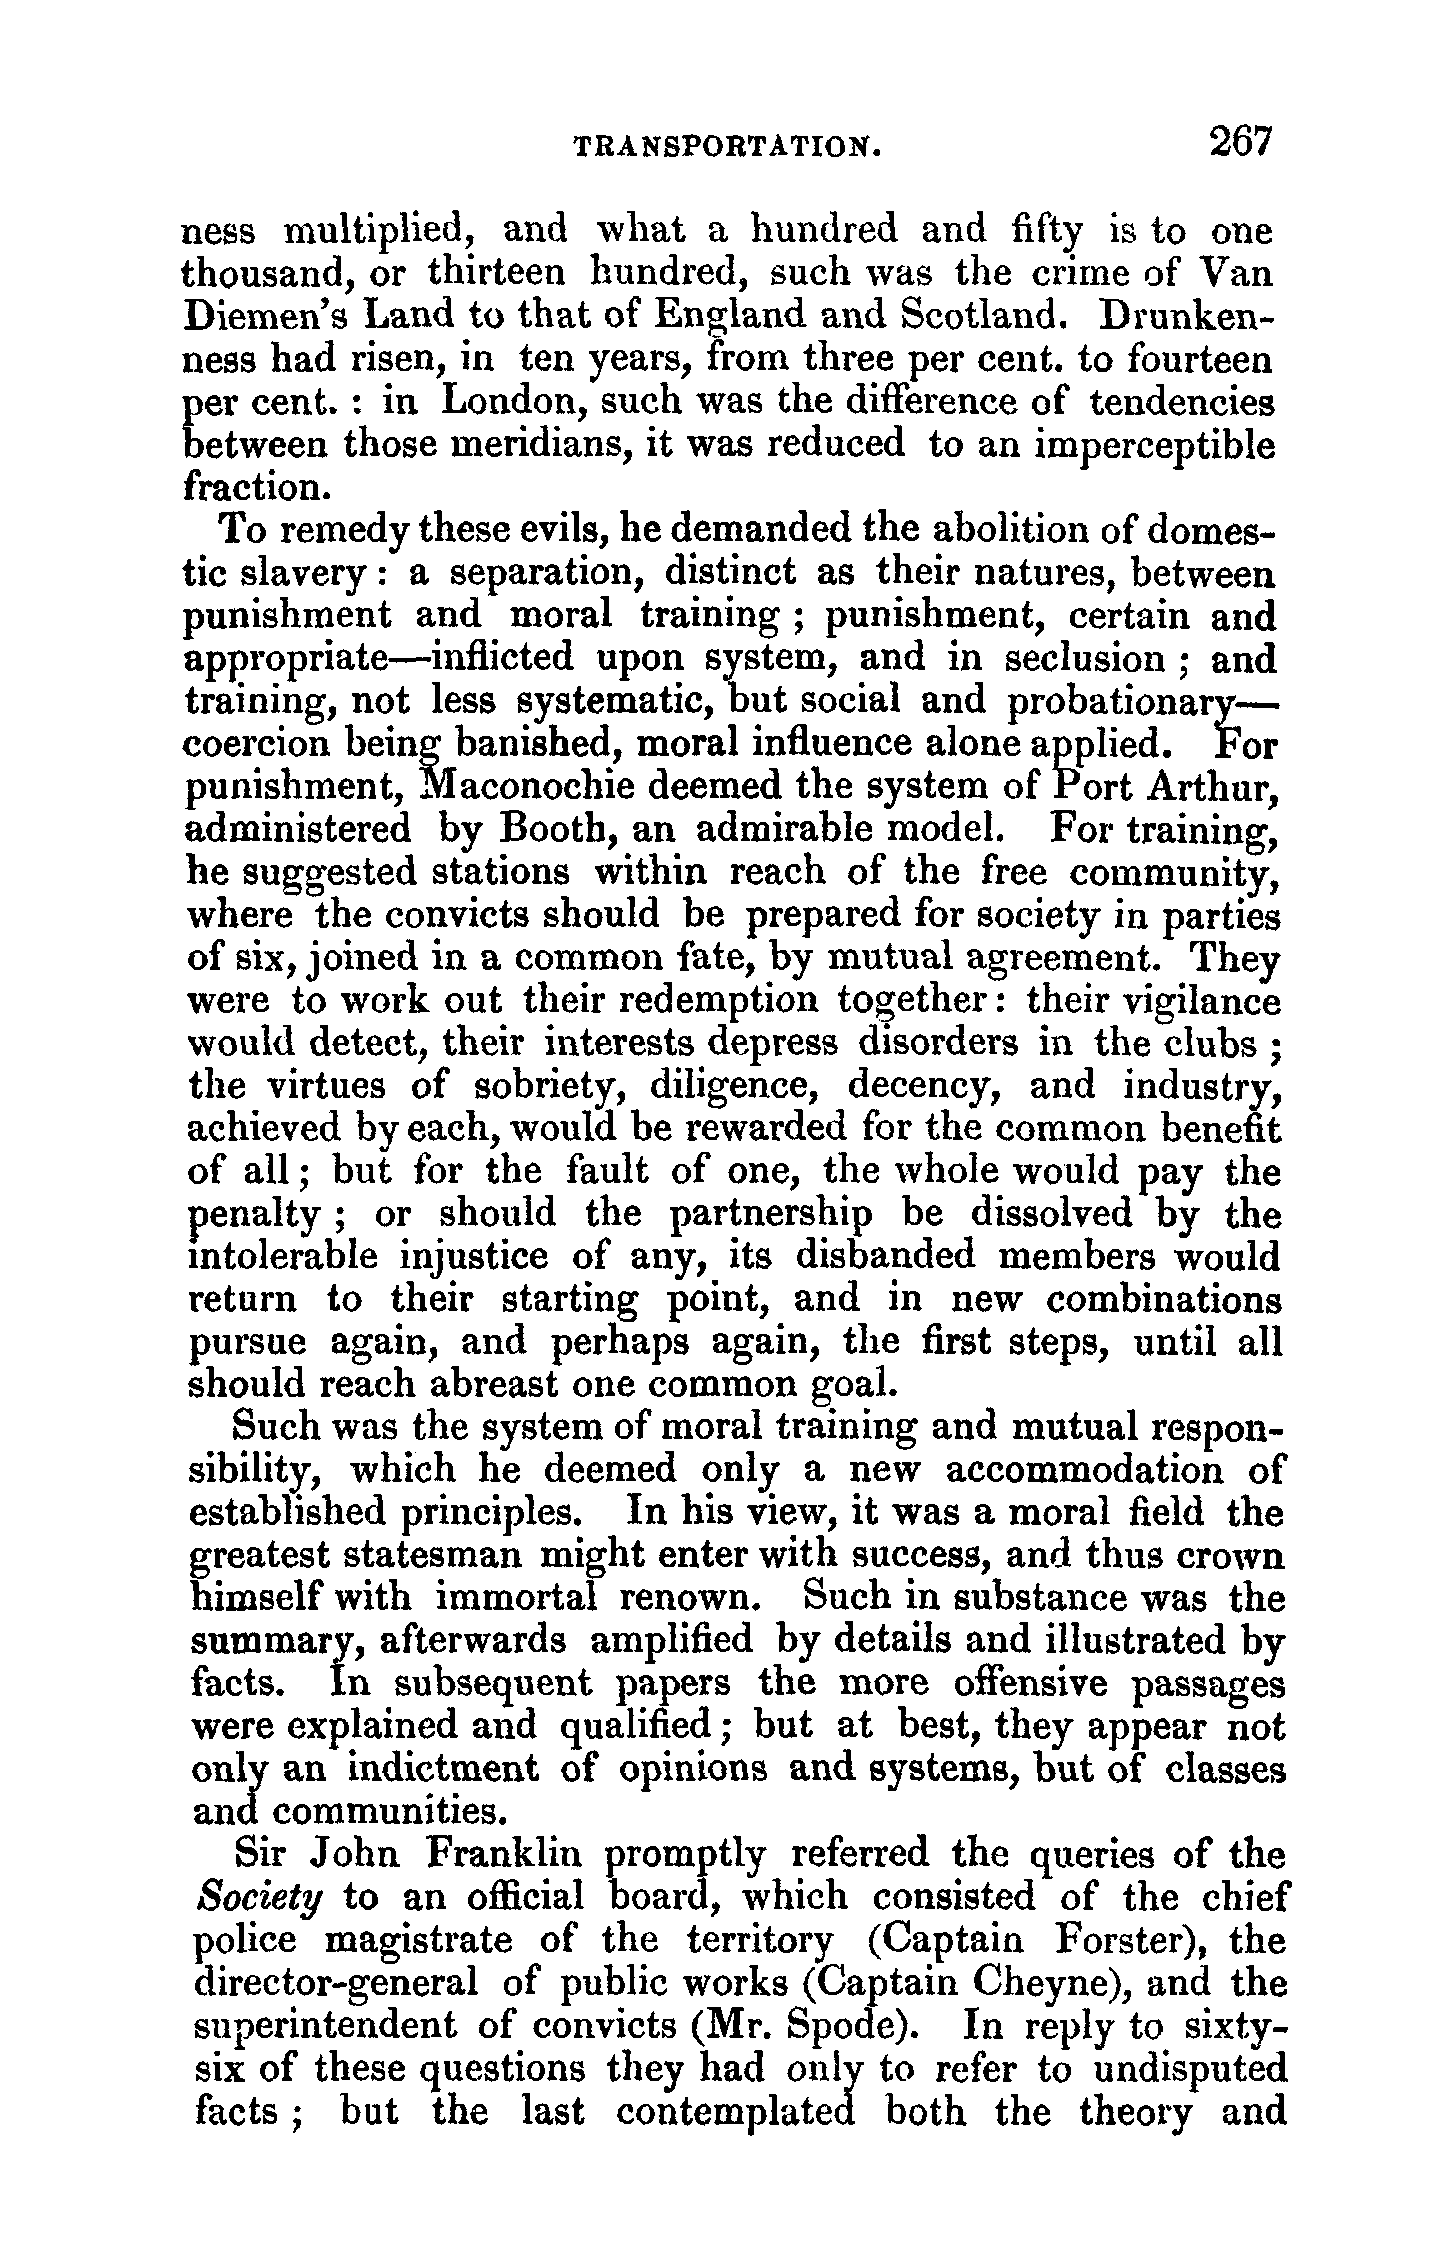 TRANSPORTATION. 267
ness multiplied, and what a hundred and fifty is to one
thousand, or thirteen hundred, such was the crime of Van
Diemen's Land to that of England and Scotland. Drunken-
ness had risen, in ten years, from three per cent. to fourteen
per cent. : in London, such was the difference of tendencies
between those meridians, it was reduced to an imperceptible
fraction.
To remedy these evils, he demanded the abolition of domes-
tic slavery : a separation, distinct as their natures, between
punishment and moral training ; punishment, certain and
appropriate—inflicted upon system, and in seclusion ; and
training, not less systematic, but social and probationary—
coercion being banished, moral influence alone applied. For
punishment, Maconochie deemed the system of Port Arthur,
administered by Booth, an admirable model. For training,
he suggested stations within reach of the free community,
where the convicts should be prepared for society in parties
of six, joined in a common fate, by mutual agreement. They
were to work out their redemption together : their vigilance
would detect, their interests depress disorders in the clubs ;
the virtues of sobriety, diligence, decency, and industry,
achieved by each, would be rewarded for the common benefit
of all ; but for the fault of one, the whole would pay the
penalty ; or should the partnership be dissolved by the
intolerable injustice of any, its disbanded members would
return to their starting point, and in new combinations
pursue again, and perhaps again, the first steps, until all
should reach abreast one common goal.
Such was the system of moral training and mutual respon-
sibility, which he deemed only a new accommodation of
established principles. In his view, it was a moral field the
greatest statesman might enter with success, and thus crown
himself with immortal renown. Such in substance was the
summary, afterwards amplified by details and illustrated by
facts. In subsequent papers the more offensive passages
were explained and qualified ; but at best, they appear not
only an indictment of opinions and systems, but of classes
and communities.
Sir John Franklin promptly referred the queries of the
Society to an official board, which consisted of the chief
police magistrate of the territory (Captain Forster), the
director-general of public works (Captain Cheyne), and the
superintendent of convicts (Mr. Spode). In reply to sixty-
six of these questions they had only to refer to undisputed
facts ; but the last contemplated both the theory and